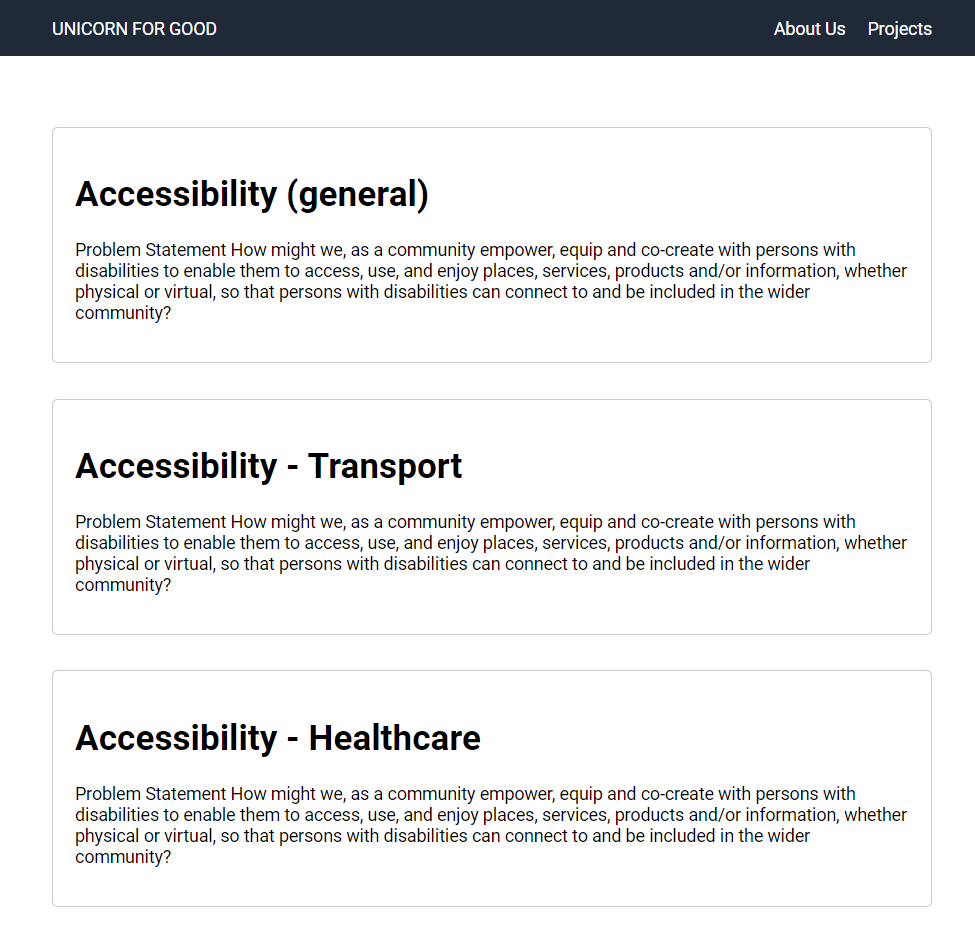 UNICORN FOR GOOD
About Us
Projects
Accessibility (general)
Problem Statement How might we, as a community empower, equip and co-create with persons with
disabilities to enable them to access, use, and enjoy places, services, products and/or information, whether
physical or virtual, so that persons with disabilities can connect to and be included in the wider
community?
Accessibility - Transport
Problem Statement How might we, as a community empower, equip and co-create with persons with
disabilities to enable them to access, use, and enjoy places, services, products and/or information, whether
physical or virtual, so that persons with disabilities can connect to and be included in the wider
community?
Accessibility - Healthcare
Problem Statement How might we, as a community empower, equip and co-create with persons with
disabilities to enable them to access, use, and enjoy places, services, products and/or information, whether
physical or virtual, so that persons with disabilities can connect to and be included in the wider
community?